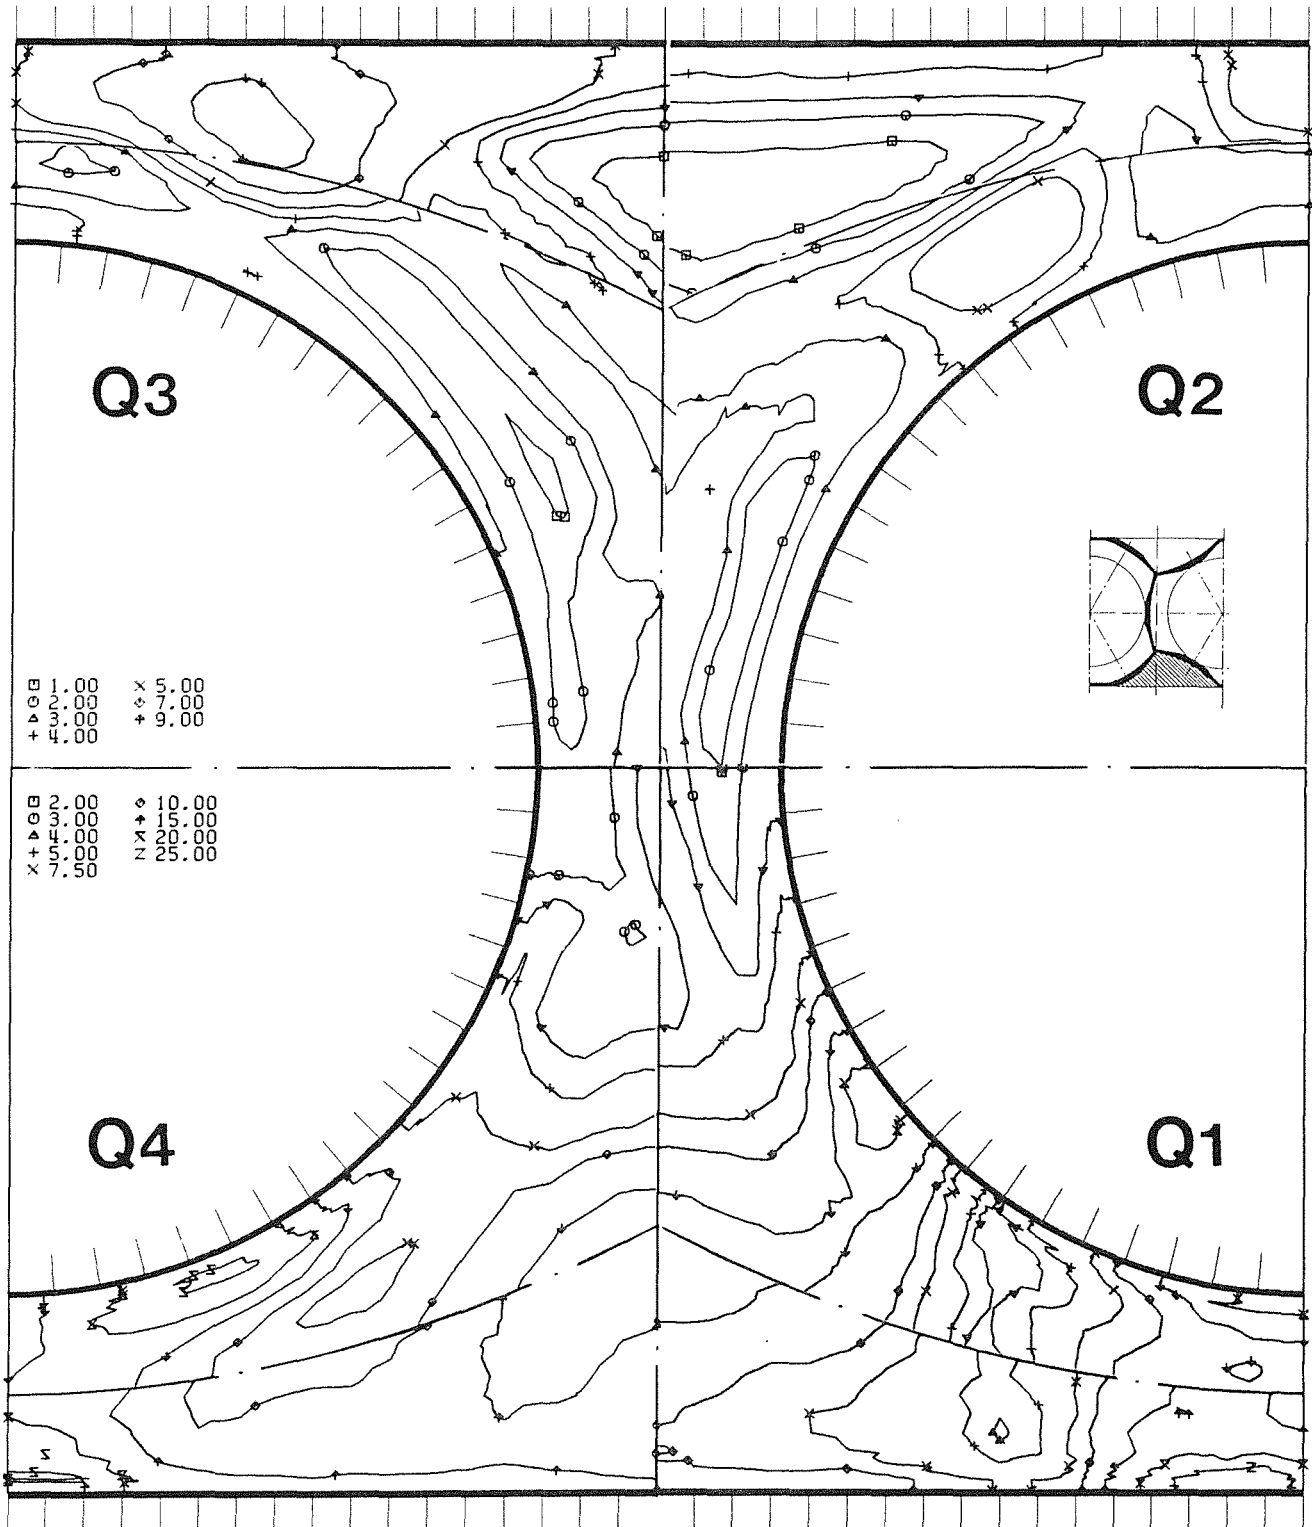 Q3 Q2
□ 1.00 × 5.00
○ 2.00 ◇ 7.00
△ 3.00 + 9.00
+ 4.00
□ 2.00 ◇ 10.00
○ 3.00 + 15.00
△ 4.00 X 20.00
+ 5.00 Z 25.00
× 7.50
Q4 Q1